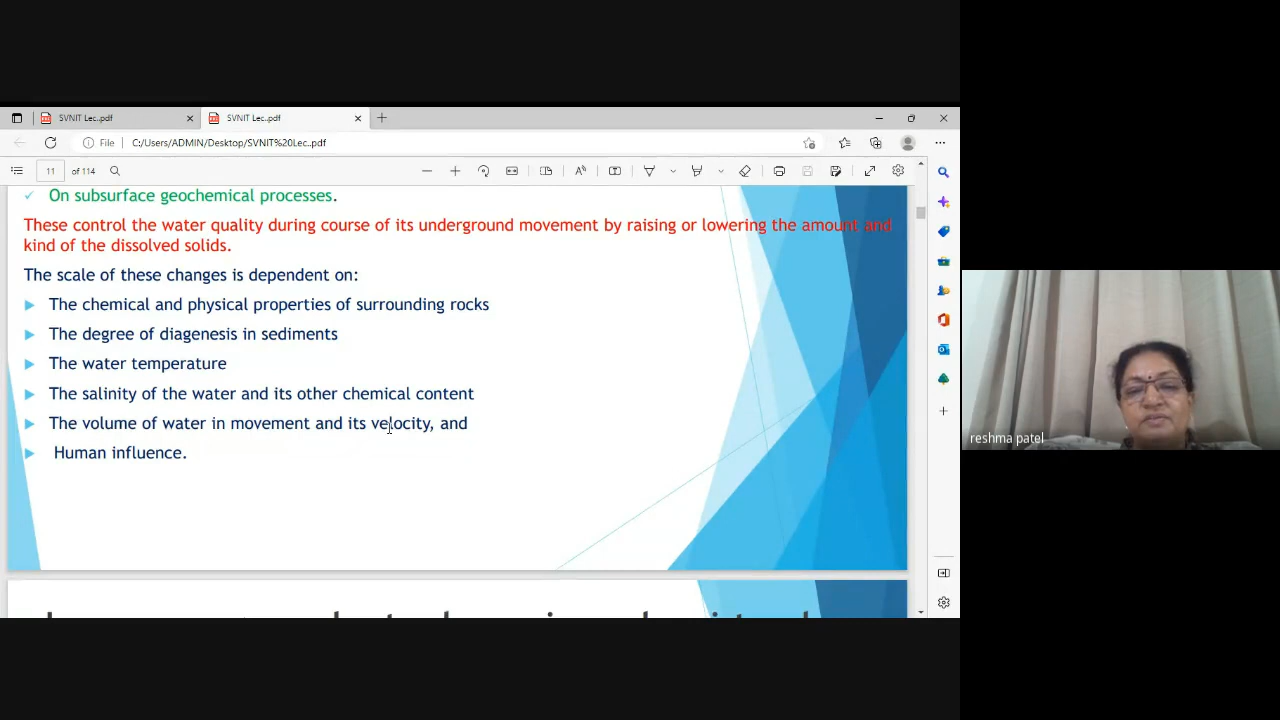 SVNIT Lec..pdf
SVNIT Lec..pdf
File
C:/Users/ADMIN/Desktop/SVNIT%20Lec..pdf
11 of 114
✓ On subsurface geochemical processes.
These control the water quality during course of its underground movement by raising or lowering the amount and
kind of the dissolved solids.
The scale of these changes is dependent on:
The chemical and physical properties of surrounding rocks
The degree of diagenesis in sediments
The water temperature
The salinity of the water and its other chemical content
The volume of water in movement and its velocity, and
Human influence.
reshma patel